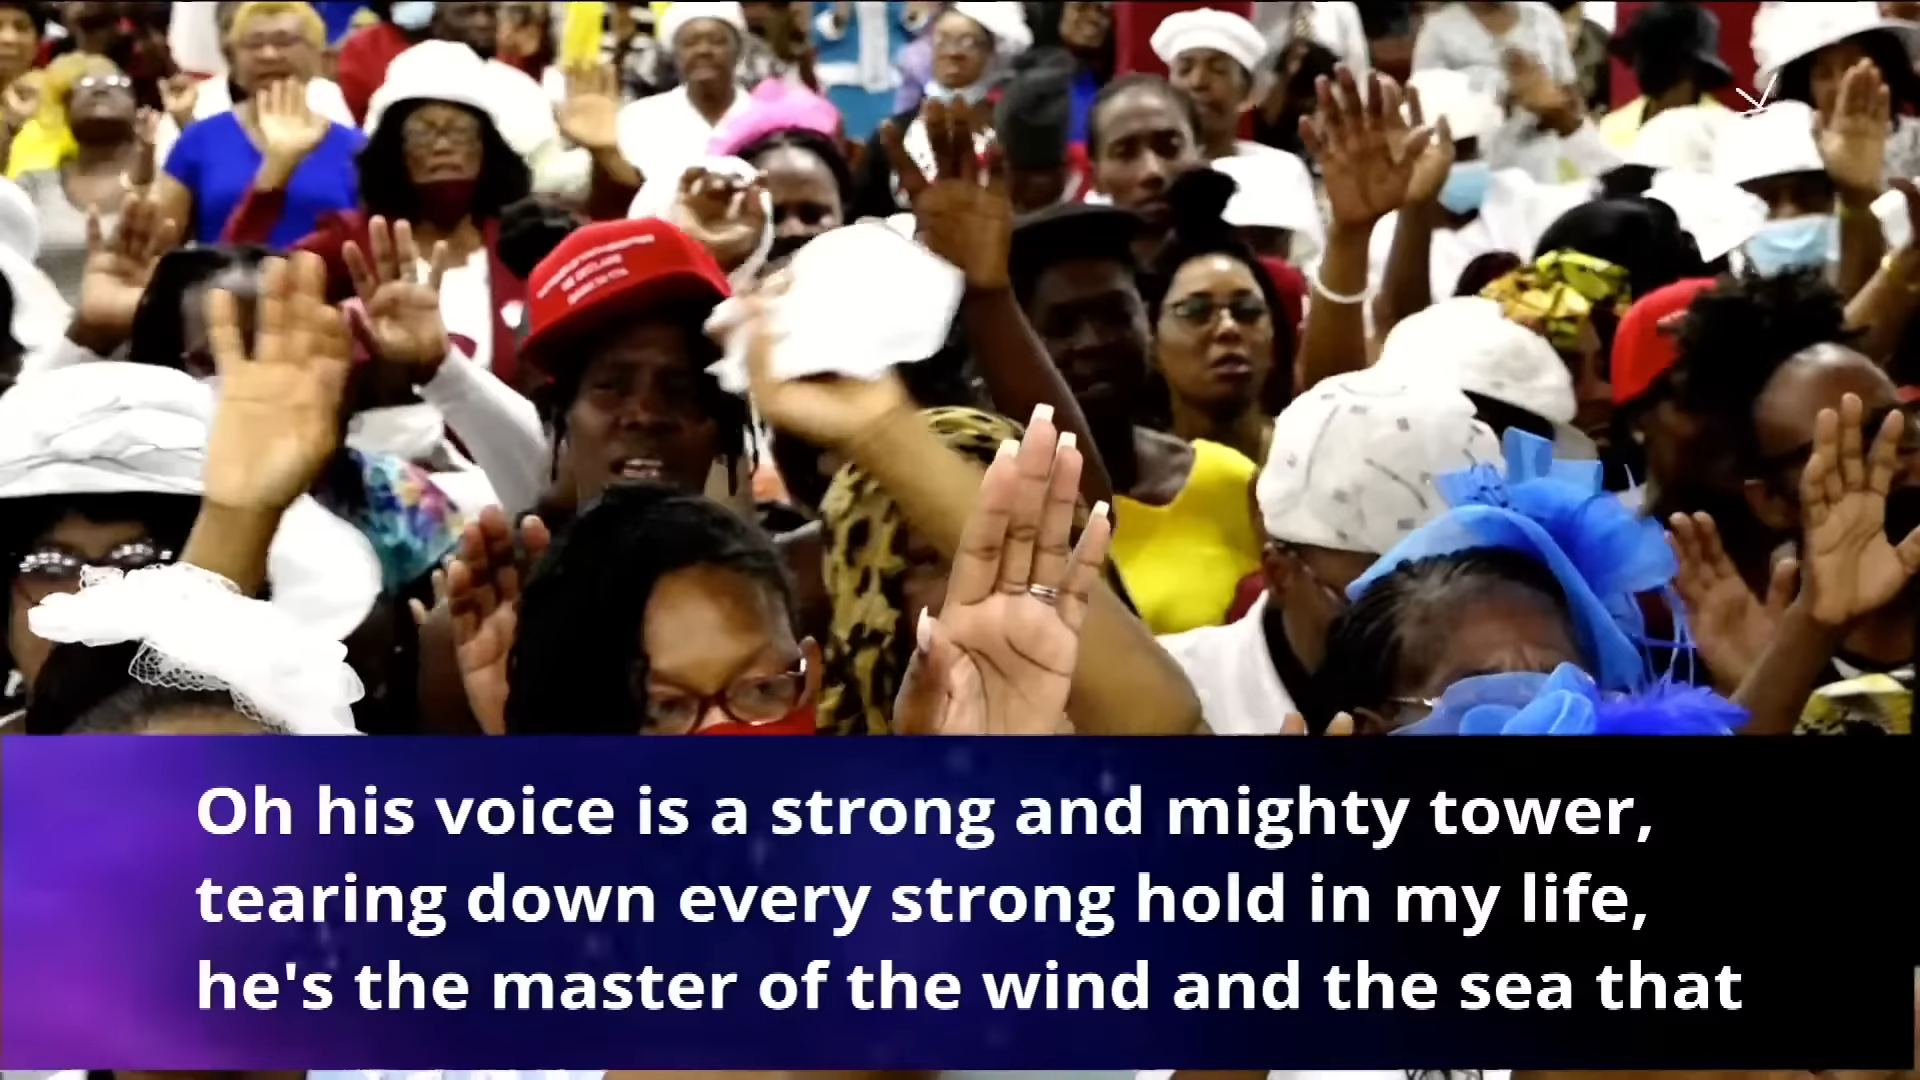 Oh his voice is a strong and mighty tower,
tearing down every strong hold in my life,
he's the master of the wind and the sea that